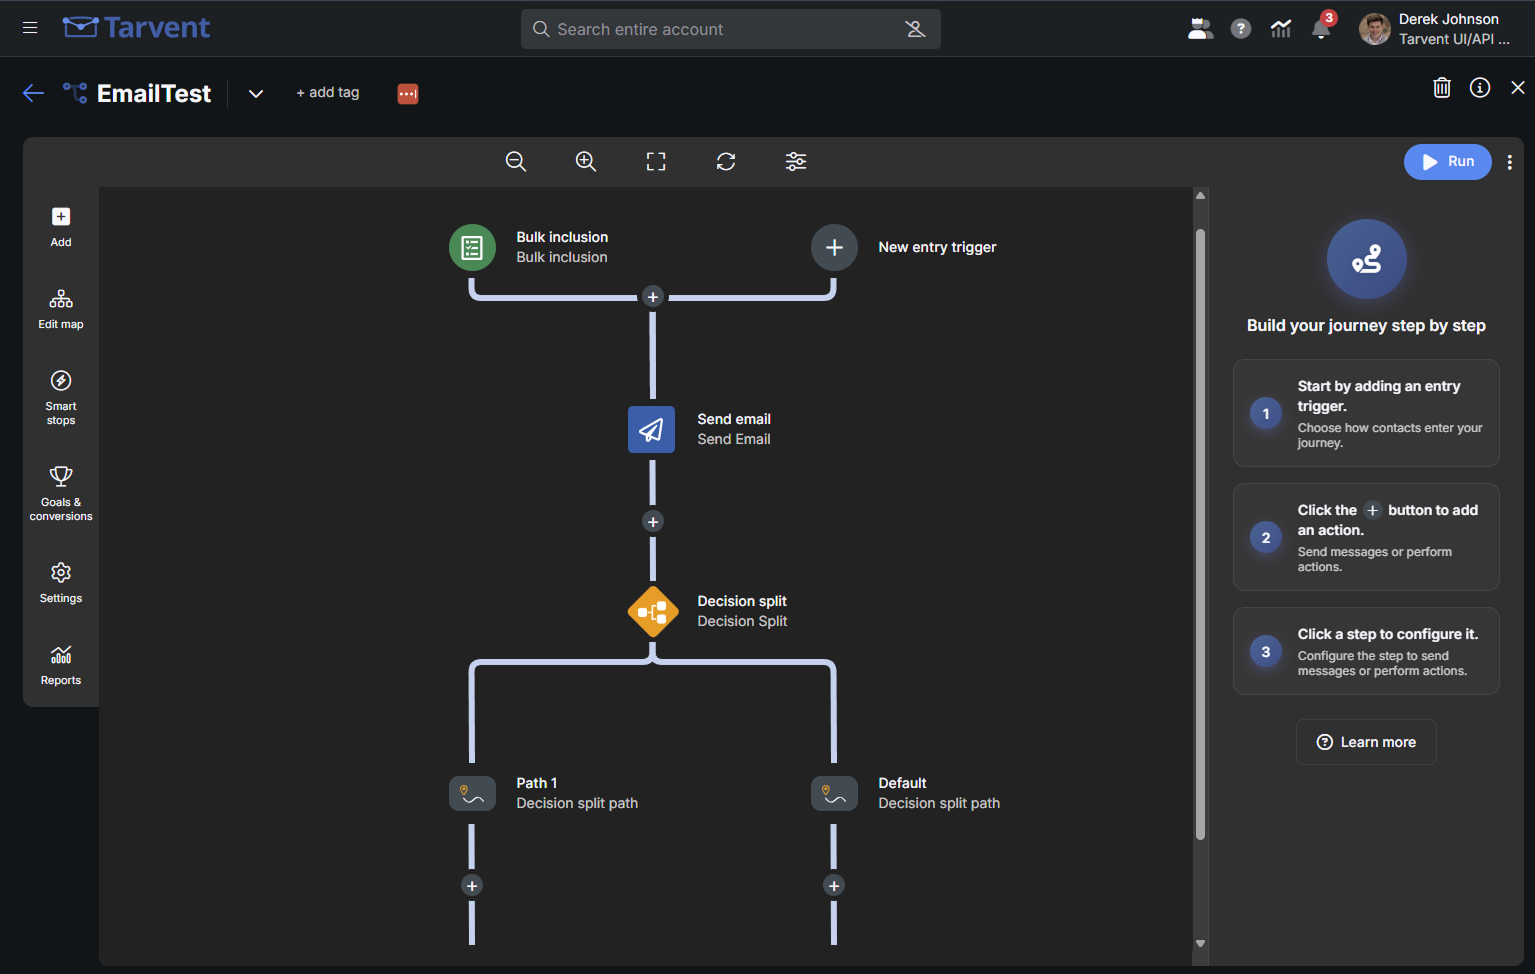 Tarvent
Search entire account
3
Derek Johnson
Tarvent UI/API ...
EmailTest
+ add tag
Run
Add
Edit map
Smart
stops
Goals &
conversions
Settings
Reports
Bulk inclusion
Bulk inclusion
New entry trigger
Send email
Send Email
Decision split
Decision Split
Path 1
Decision split path
Default
Decision split path
Build your journey step by step
1
Start by adding an entry
trigger.
Choose how contacts enter your
journey.
2
Click the + button to add
an action.
Send messages or perform
actions.
3
Click a step to configure it.
Configure the step to send
messages or perform actions.
Learn more